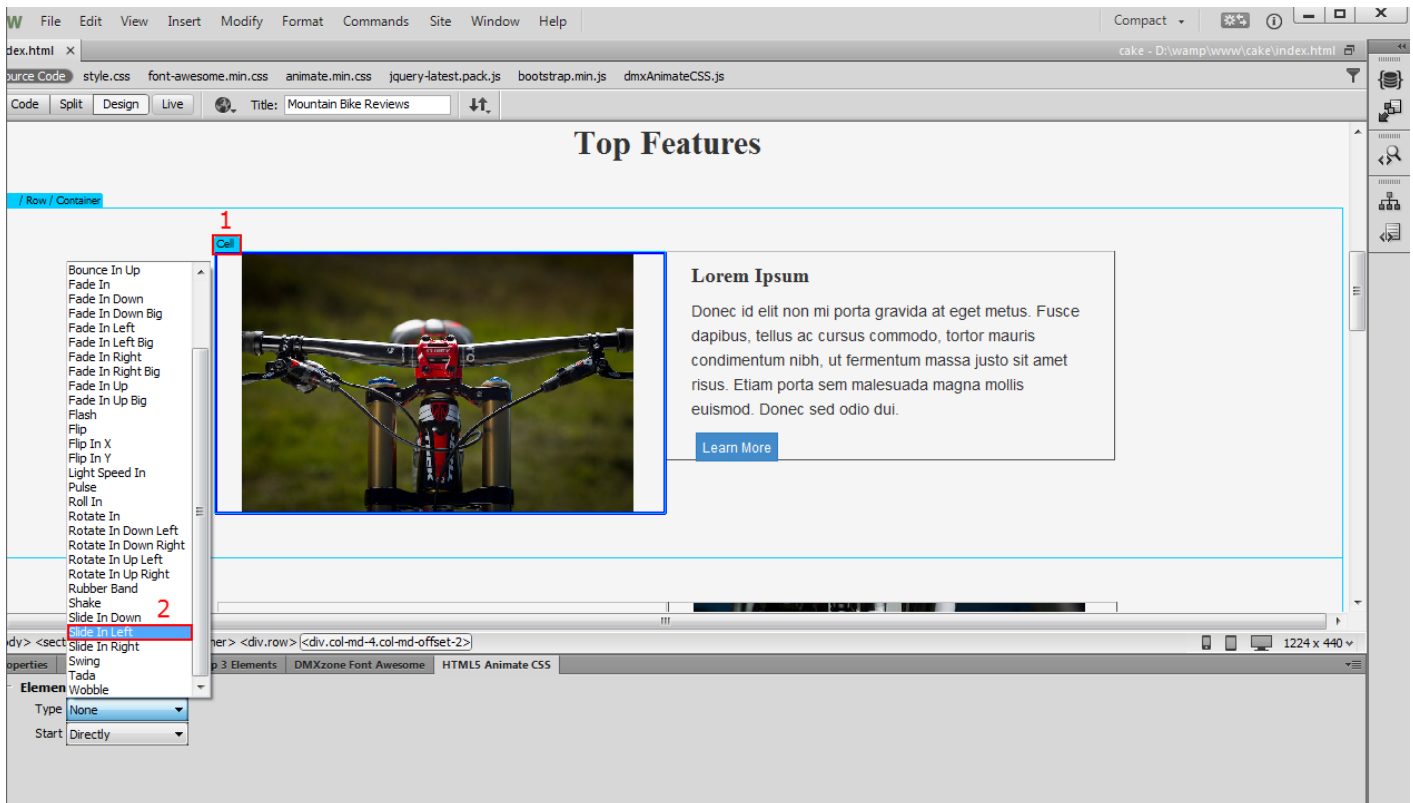 W File Edit View Insert Modify Format Commands Site Window Help Compact
dex.html × cake - D:\wamp\www\cake\index.html
ource Code style.css font-awesome.min.css animate.min.css jquery-latest.pack.js bootstrap.min.js dmxAnimateCSS.js
Code Split Design Live Title: Mountain Bike Reviews
Top Features
/ Row / Container
1
Cell
Lorem Ipsum
Donec id elit non mi porta gravida at eget metus. Fusce
dapibus, tellus ac cursus commodo, tortor mauris
condimentum nibh, ut fermentum massa justo sit amet
risus. Etiam porta sem malesuada magna mollis
euismod. Donec sed odio dui.
Learn More
Bounce In Up
Fade In
Fade In Down
Fade In Down Big
Fade In Left
Fade In Left Big
Fade In Right
Fade In Right Big
Fade In Up
Fade In Up Big
Flash
Flip
Flip In X
Flip In Y
Light Speed In
Pulse
Roll In
Rotate In
Rotate In Down Left
Rotate In Down Right
Rotate In Up Left
Rotate In Up Right
Rubber Band
Shake
2
Slide In Down
Slide In Left
Slide In Right
Swing
Tada
Wobble
ody> <sect ner> <div.row> <div.col-md-4.col-md-offset-2> 1224 x 440
operties p 3 Elements DMXzone Font Awesome HTML5 Animate CSS
Elemen
Type None
Start Directly